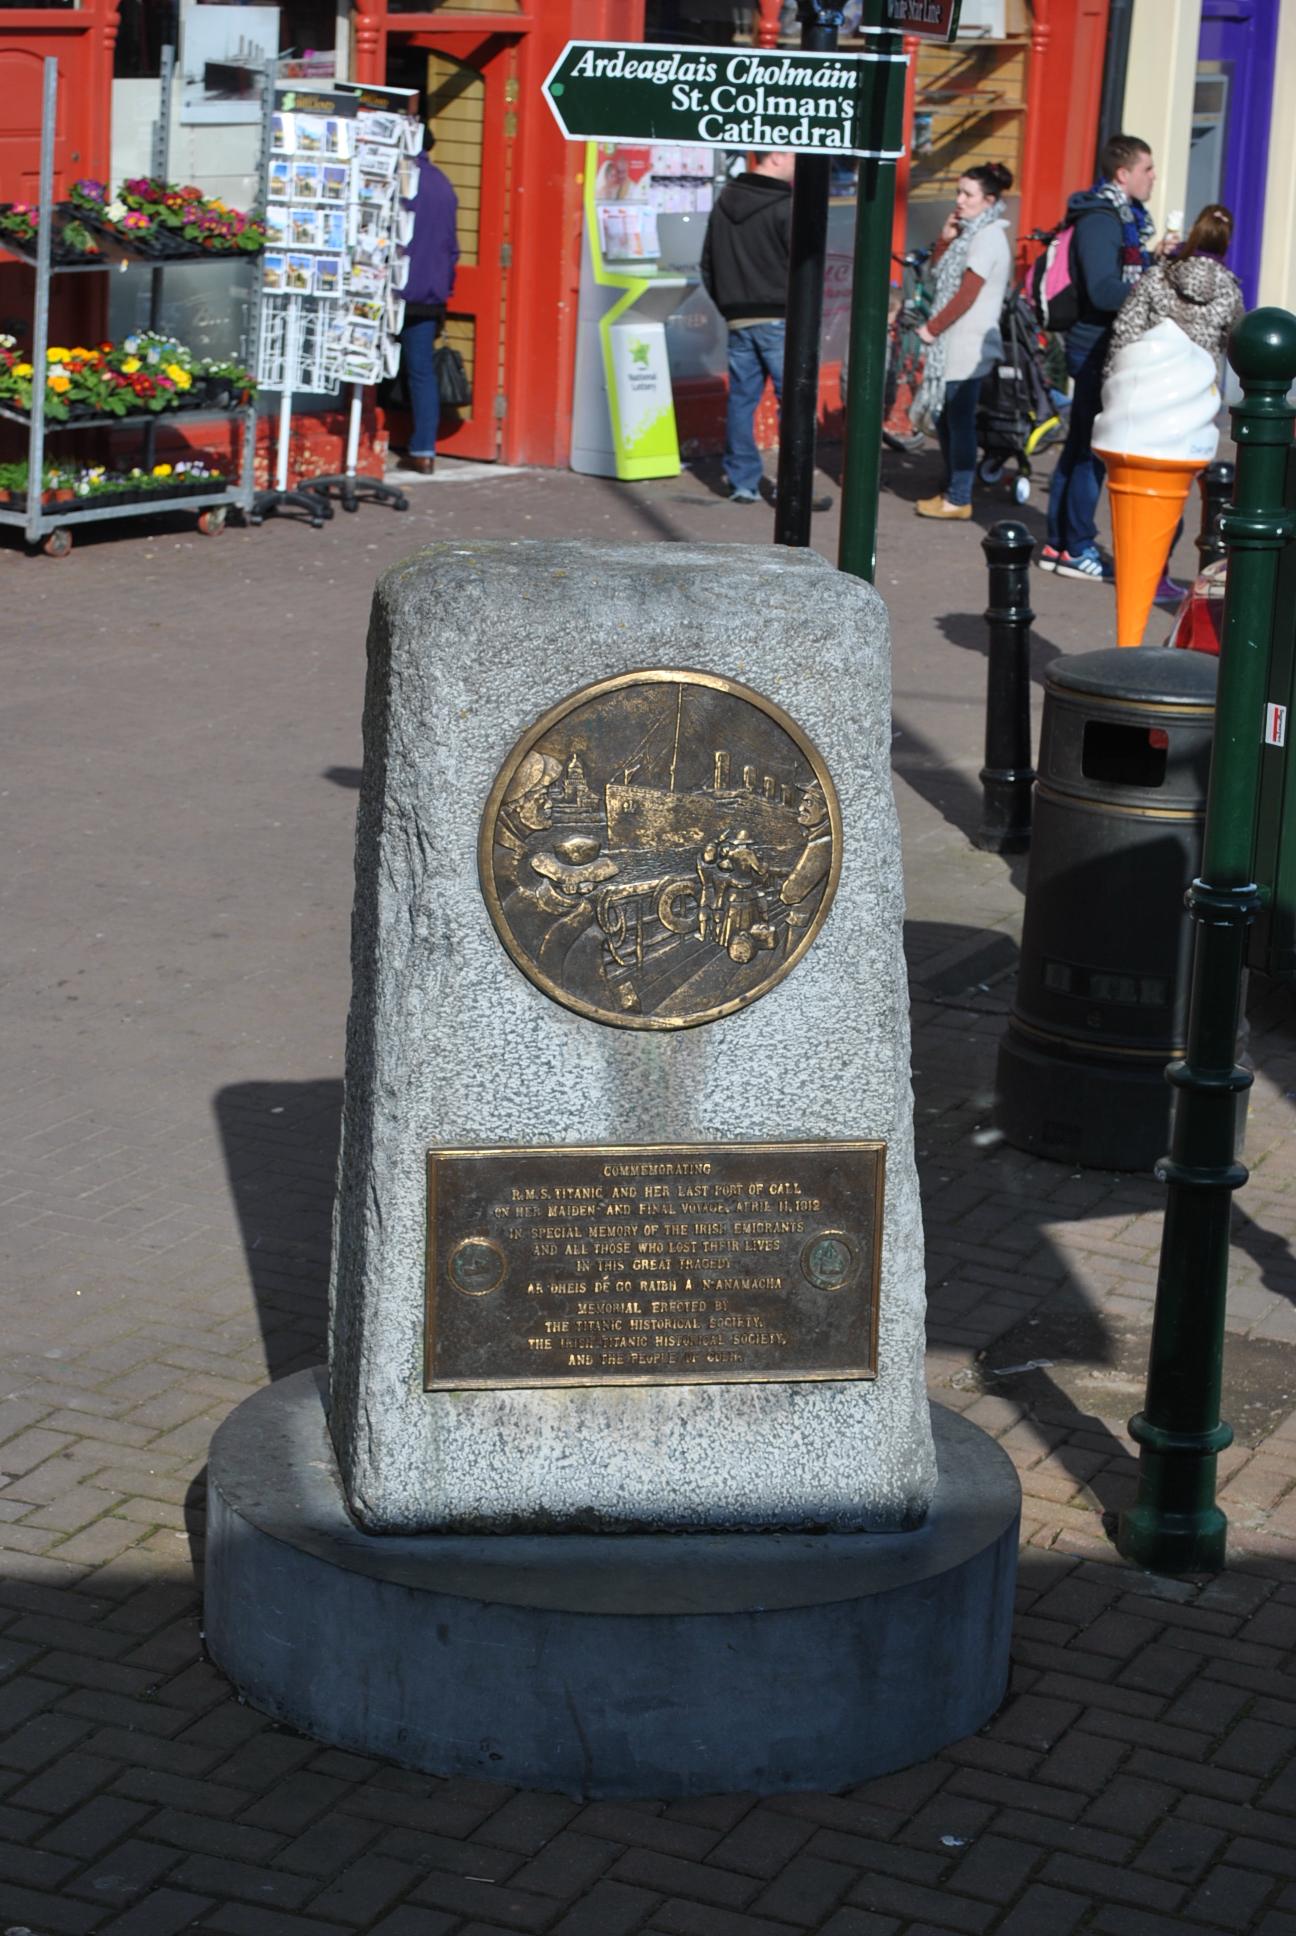 White Star Line
Ardeaglais Cholmáin
St.Colman's
Cathedral
National
Lottery
COMMEMORATING
R.M.S. TITANIC AND HER LAST PORT OF CALL
ON HER MAIDEN AND FINAL VOYAGE, APRIL 11, 1912
IN SPECIAL MEMORY OF THE IRISH EMIGRANTS
AND ALL THOSE WHO LOST THEIR LIVES
IN THIS GREAT TRAGEDY
AR DHEIS DÉ GO RAIBH A N-ANAMACHA
MEMORIAL ERECTED BY
THE TITANIC HISTORICAL SOCIETY,
THE IRISH TITANIC HISTORICAL SOCIETY,
AND THE PEOPLE OF COBH.